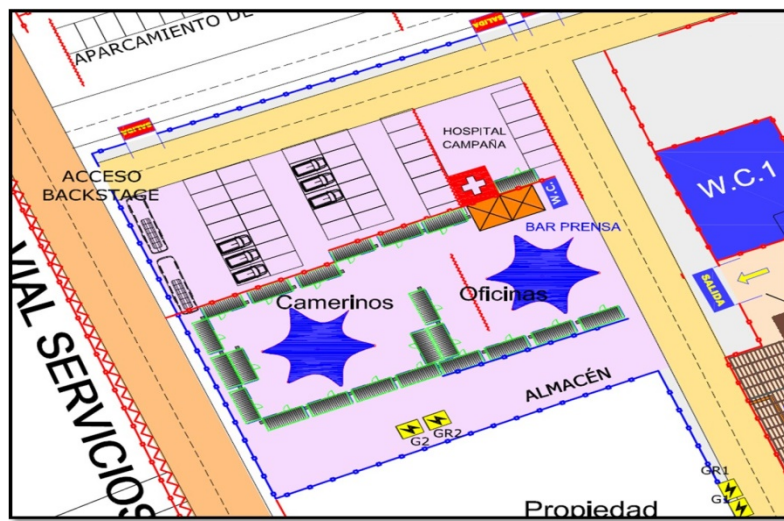 SALIDA
APARCAMIENTO DE
HOSPITAL
CAMPAÑA
ACCESO
BACKSTAGE
W.C.
W.C.1
BAR PRENSA
SALIDA
Camerinos
Oficinas
VIAL SERVICIOS
ALMACÉN
G2
GR2
GR1
G1
Propiedad